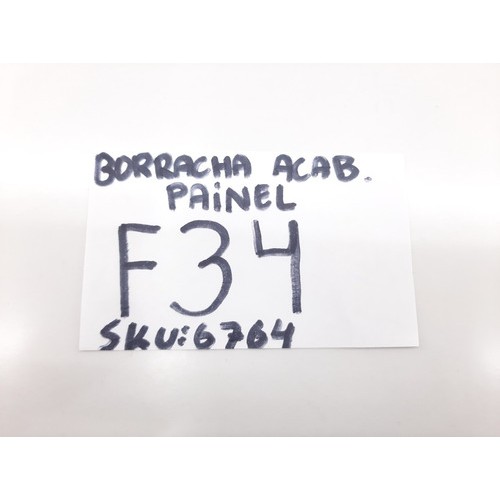 BORRACHA ACAB.
PAiNEL
F34
SKU:6764